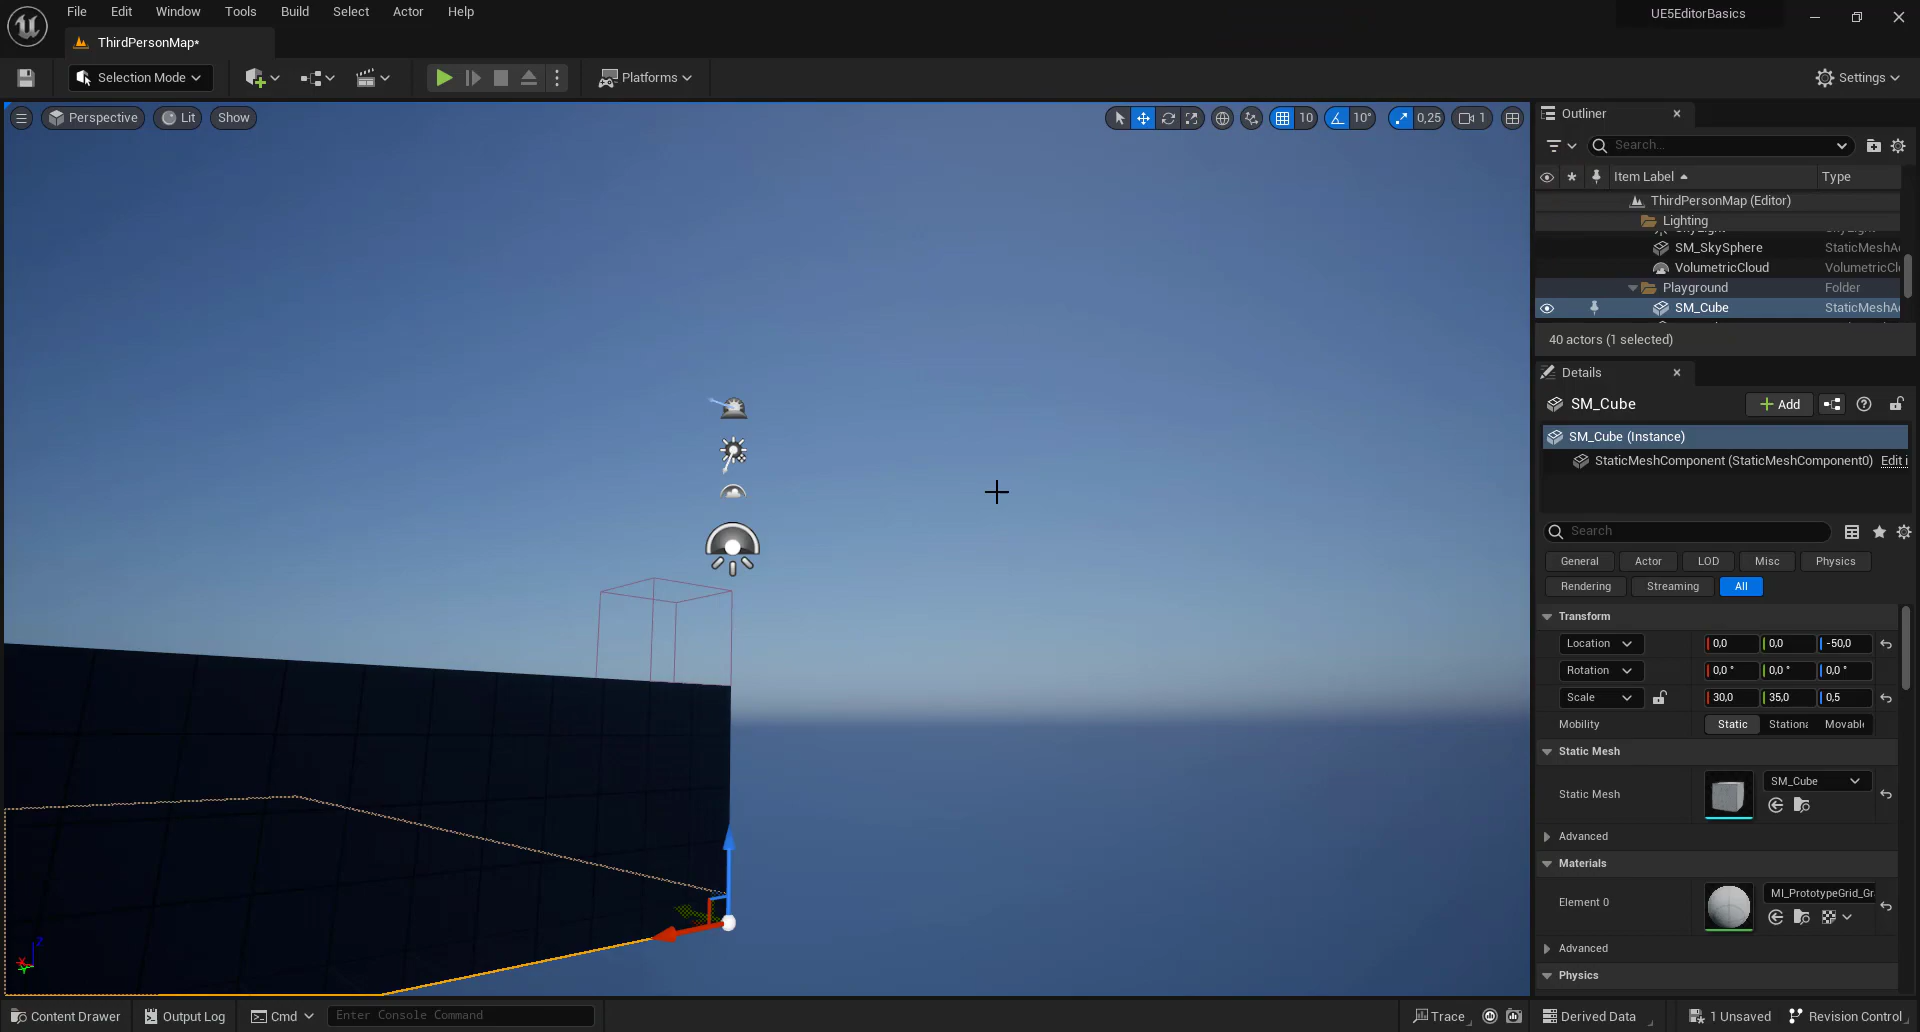 File Edit Window Tools Build Select Actor Help
UE5EditorBasics
ThirdPersonMap*
Selection Mode
Platforms
Settings
Perspective Lit Show
10 10° 0,25 1
Outliner
Search...
Item Label Type
ThirdPersonMap (Editor)
Lighting
SM_SkySphere StaticMeshA
VolumetricCloud VolumetricCl
Playground Folder
SM_Cube StaticMeshA
40 actors (1 selected)
Details
SM_Cube
Add
SM_Cube (Instance)
StaticMeshComponent (StaticMeshComponent0) Edit i
Search
General Actor LOD Misc Physics
Rendering Streaming All
Transform
Location 0,0 0,0 -50,0
Rotation 0,0 ° 0,0 ° 0,0 °
Scale 30,0 35,0 0,5
Mobility Static Stationa Movable
Static Mesh
SM_Cube
Static Mesh
Advanced
Materials
MI_PrototypeGrid_Gr
Element 0
Advanced
Physics
Z
X
Y
Content Drawer Output Log Cmd Enter Console Command Trace Derived Data 1 Unsaved Revision Control